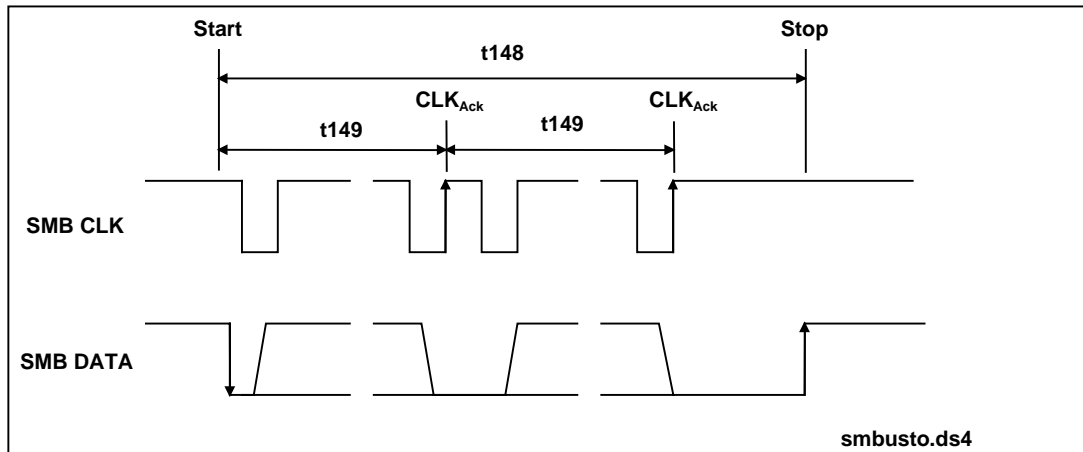 Start
Stop
t148
CLKAck
CLKAck
t149
t149
SMB CLK
SMB DATA
smbusto.ds4